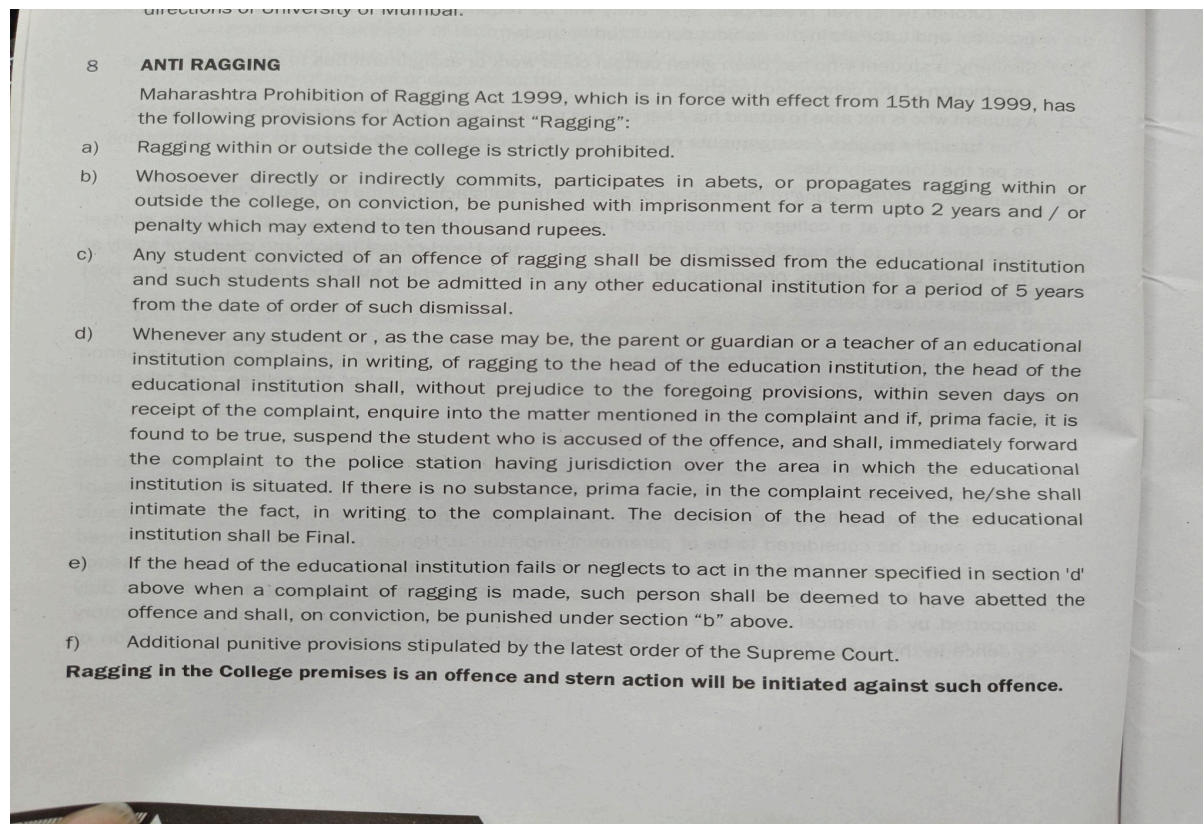 directions of University of Mumbai.
8 ANTI RAGGING
Maharashtra Prohibition of Ragging Act 1999, which is in force with effect from 15th May 1999, has
the following provisions for Action against “Ragging”:
a) Ragging within or outside the college is strictly prohibited.
b) Whosoever directly or indirectly commits, participates in abets, or propagates ragging within or
outside the college, on conviction, be punished with imprisonment for a term upto 2 years and / or
penalty which may extend to ten thousand rupees.
c) Any student convicted of an offence of ragging shall be dismissed from the educational institution
and such students shall not be admitted in any other educational institution for a period of 5 years
from the date of order of such dismissal.
d) Whenever any student or , as the case may be, the parent or guardian or a teacher of an educational
institution complains, in writing, of ragging to the head of the education institution, the head of the
educational institution shall, without prejudice to the foregoing provisions, within seven days on
receipt of the complaint, enquire into the matter mentioned in the complaint and if, prima facie, it is
found to be true, suspend the student who is accused of the offence, and shall, immediately forward
the complaint to the police station having jurisdiction over the area in which the educational
institution is situated. If there is no substance, prima facie, in the complaint received, he/she shall
intimate the fact, in writing to the complainant. The decision of the head of the educational
institution shall be Final.
e) If the head of the educational institution fails or neglects to act in the manner specified in section 'd'
above when a complaint of ragging is made, such person shall be deemed to have abetted the
offence and shall, on conviction, be punished under section “b” above.
f) Additional punitive provisions stipulated by the latest order of the Supreme Court.
Ragging in the College premises is an offence and stern action will be initiated against such offence.